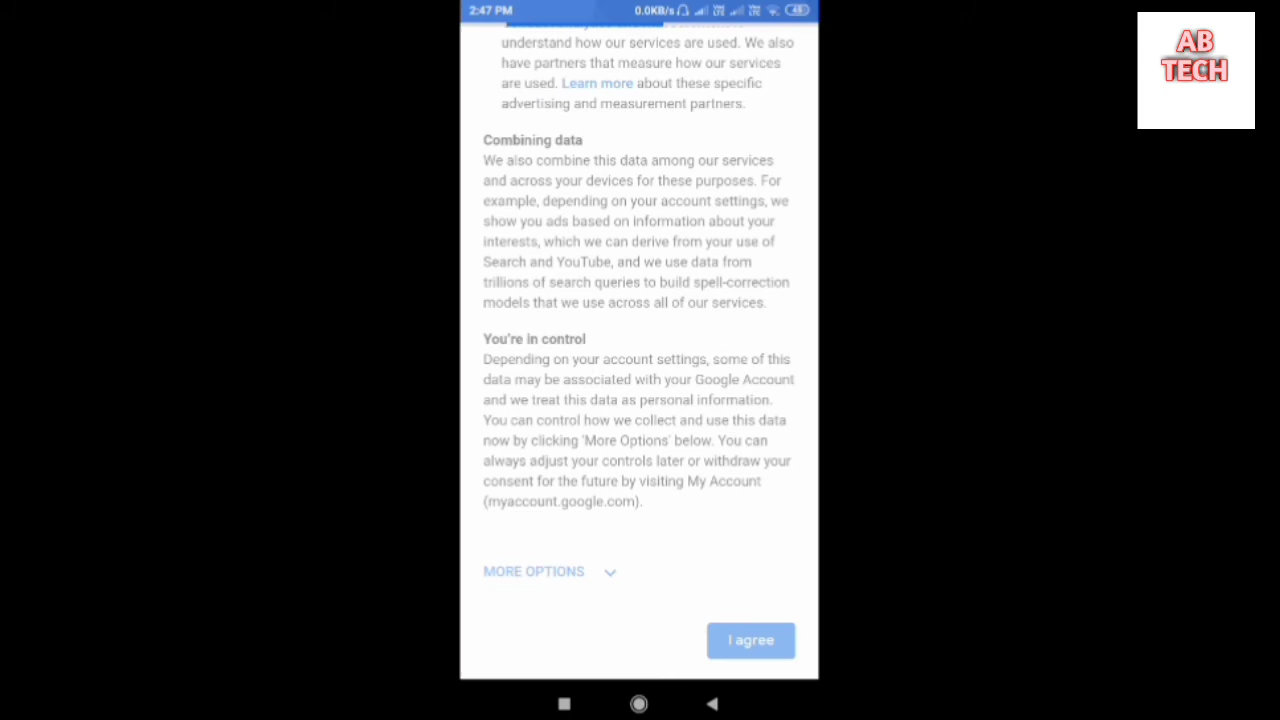 2:47 PM
0.0KB/s
48
understand how our services are used. We also
have partners that measure how our services
are used. Learn more about these specific
advertising and measurement partners.
Combining data
We also combine this data among our services
and across your devices for these purposes. For
example, depending on your account settings, we
show you ads based on information about your
interests, which we can derive from your use of
Search and YouTube, and we use data from
trillions of search queries to build spell-correction
models that we use across all of our services.
You're in control
Depending on your account settings, some of this
data may be associated with your Google Account
and we treat this data as personal information.
You can control how we collect and use this data
now by clicking 'More Options' below. You can
always adjust your controls later or withdraw your
consent for the future by visiting My Account
(myaccount.google.com).
MORE OPTIONS
I agree
AB
TECH